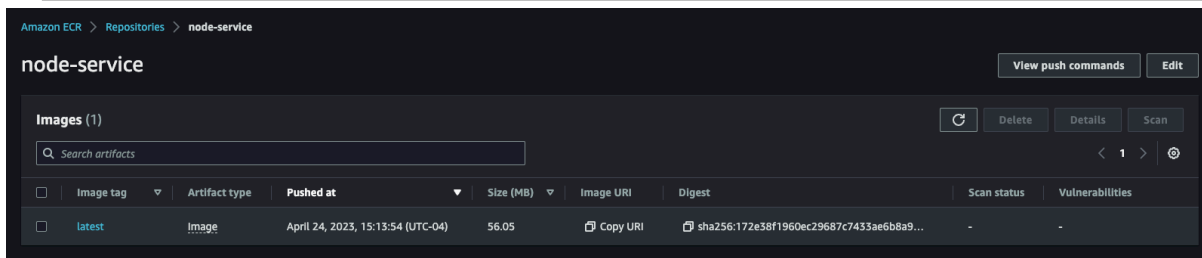 Amazon ECR > Repositories > node-service
node-service
View push commands
Edit
Images (1)
Delete
Details
Scan
Search artifacts
< 1 >
Image tag Artifact type Pushed at Size (MB) Image URI Digest Scan status Vulnerabilities
latest Image April 24, 2023, 15:13:54 (UTC-04) 56.05 Copy URI sha256:172e38f1960ec29687c7433ae6b8a9... - -